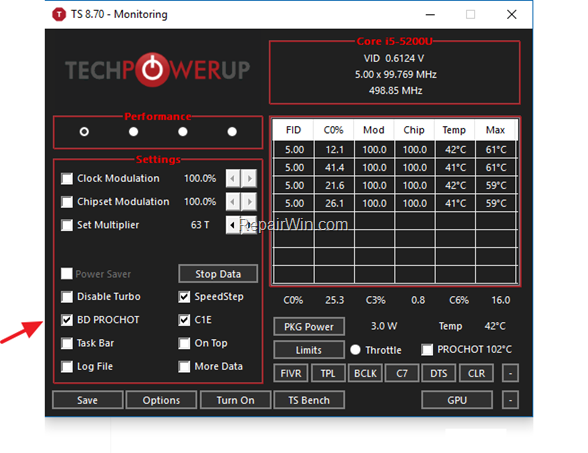 TS 8.70 - Monitoring
TECHPOWERUP
Core i5-5200U
VID 0.6124 V
5.00 x 99.769 MHz
498.85 MHz
Performance
FID C0% Mod Chip Temp Max
5.00 12.1 100.0 100.0 42°C 61°C
5.00 41.4 100.0 100.0 41°C 61°C
5.00 21.6 100.0 100.0 42°C 59°C
5.00 26.1 100.0 100.0 41°C 59°C
Settings
Clock Modulation 100.0%
Chipset Modulation 100.0%
Set Multiplier 63 T
RepairWin.com
Power Saver Stop Data
Disable Turbo SpeedStep
BD PROCHOT C1E
Task Bar On Top
Log File More Data
C0% 25.3 C3% 0.8 C6% 16.0
PKG Power 3.0 W Temp 42°C
Limits Throttle PROCHOT 102°C
FIVR TPL BCLK C7 DTS CLR -
Save Options Turn On TS Bench GPU -